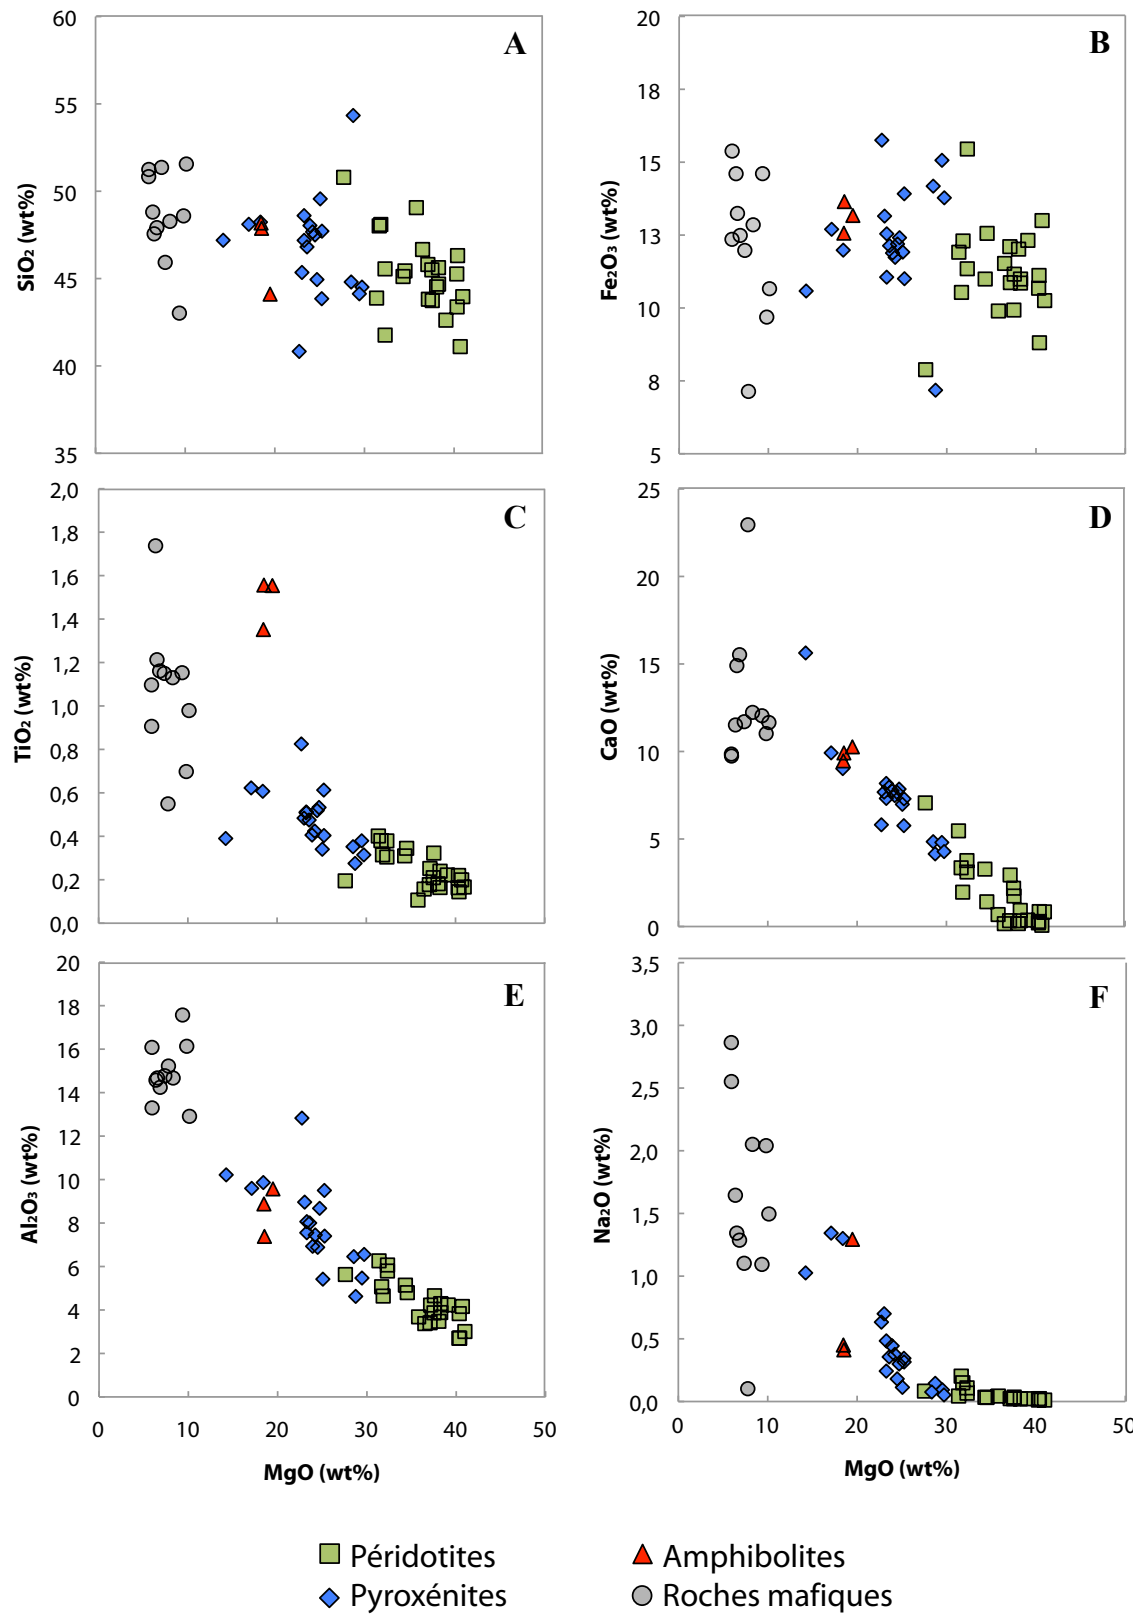 A
SiO₂ (wt%)
60
55
50
45
40
35
B
Fe₂O₃ (wt%)
20
18
15
13
10
8
5
C
TiO₂ (wt%)
2,0
1,8
1,6
1,4
1,2
1,0
0,8
0,6
0,4
0,2
0,0
D
CaO (wt%)
25
20
15
10
5
0
E
Al₂O₃ (wt%)
20
18
16
14
12
10
8
6
4
2
0
0 10 20 30 40 50
MgO (wt%)
F
Na₂O (wt%)
3,5
3,0
2,5
2,0
1,5
1,0
0,5
0,0
0 10 20 30 40 50
MgO (wt%)
Péridotites
Amphibolites
Pyroxénites
Roches mafiques